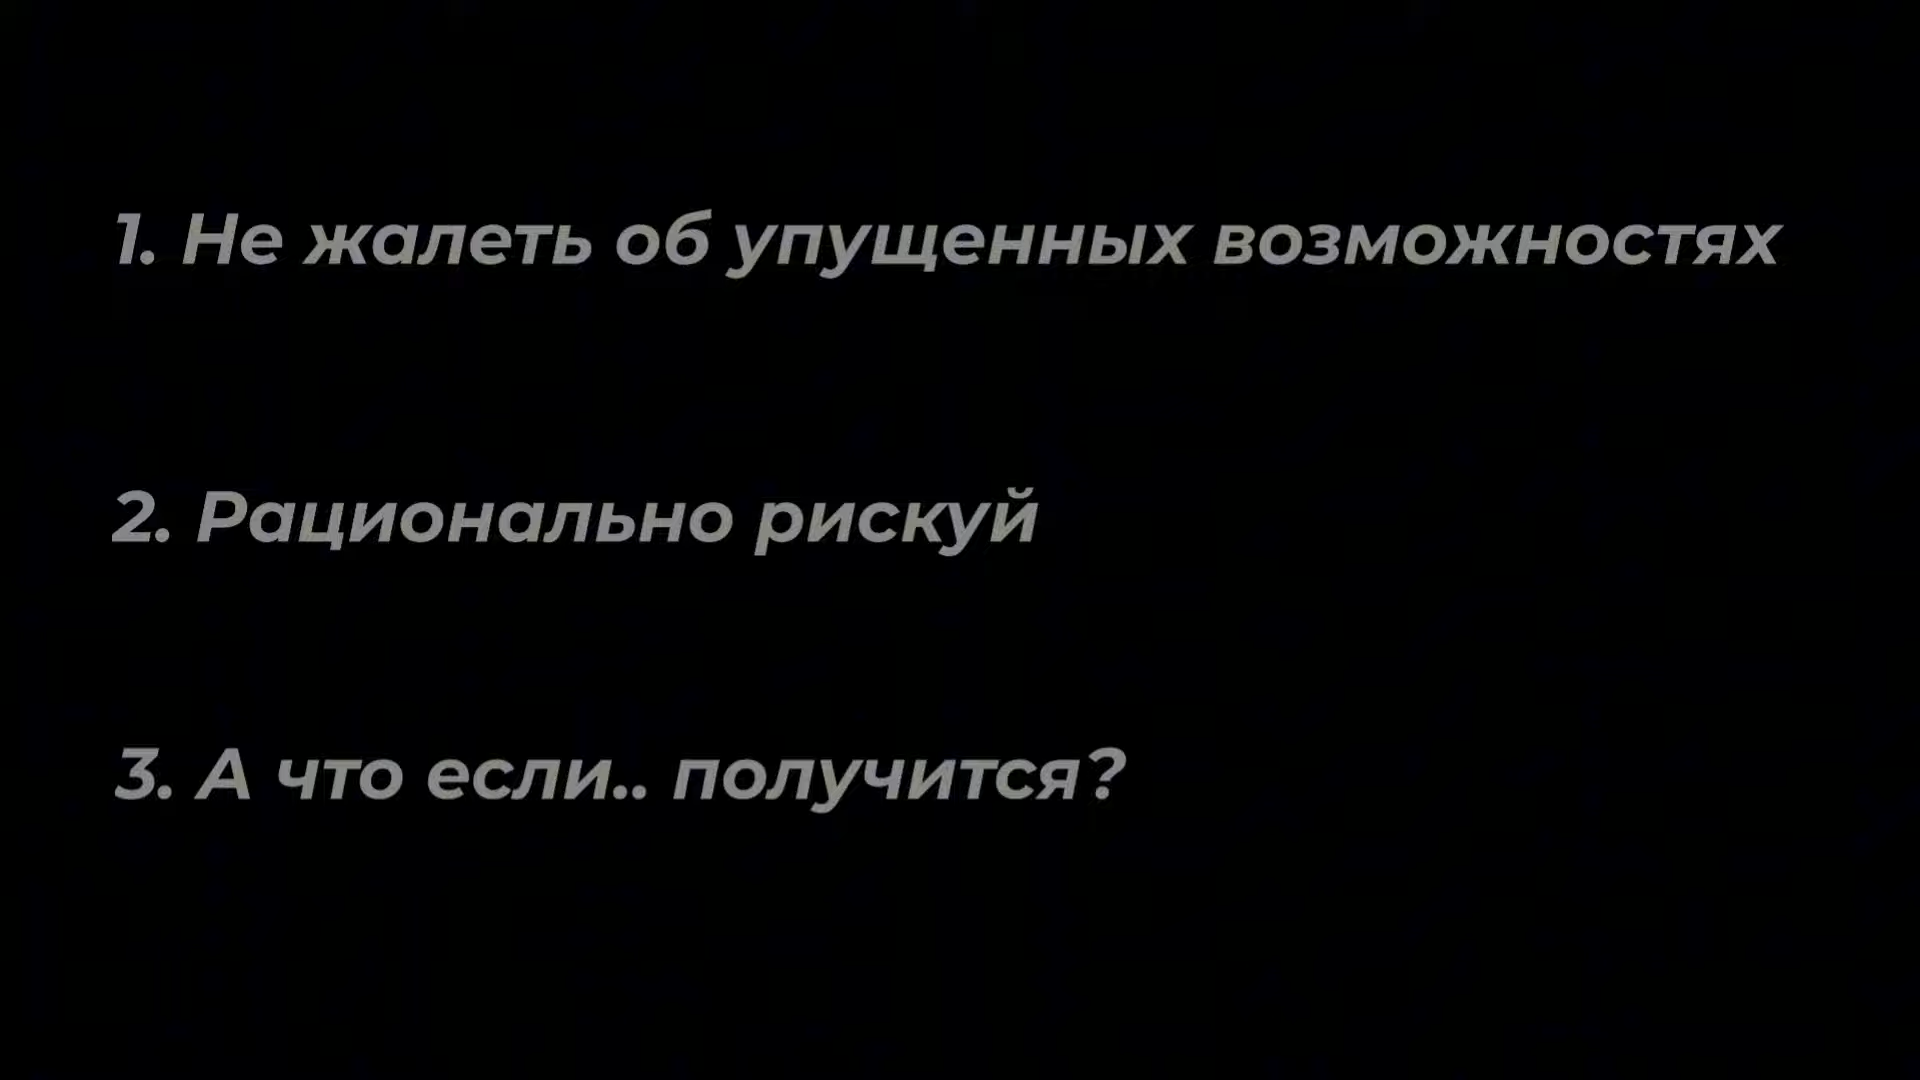 1. Не жалеть об упущенных возможностях
2. Рационально рискуй
3. А что если.. получится?